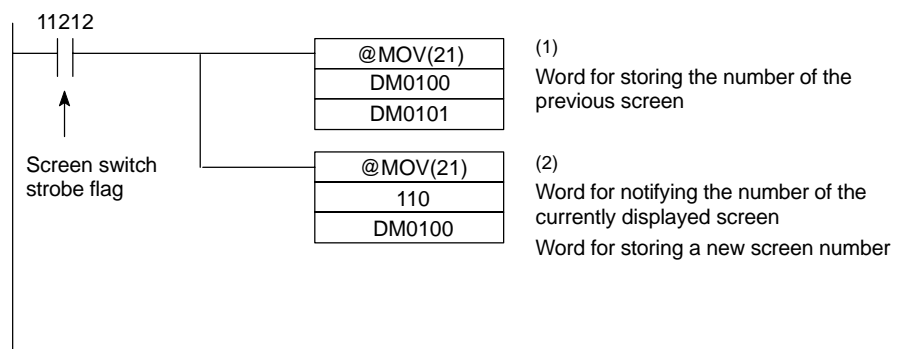 11212
@MOV(21)
DM0100
DM0101
(1)
Word for storing the number of the
previous screen
Screen switch
strobe flag
@MOV(21)
110
DM0100
(2)
Word for notifying the number of the
currently displayed screen
Word for storing a new screen number